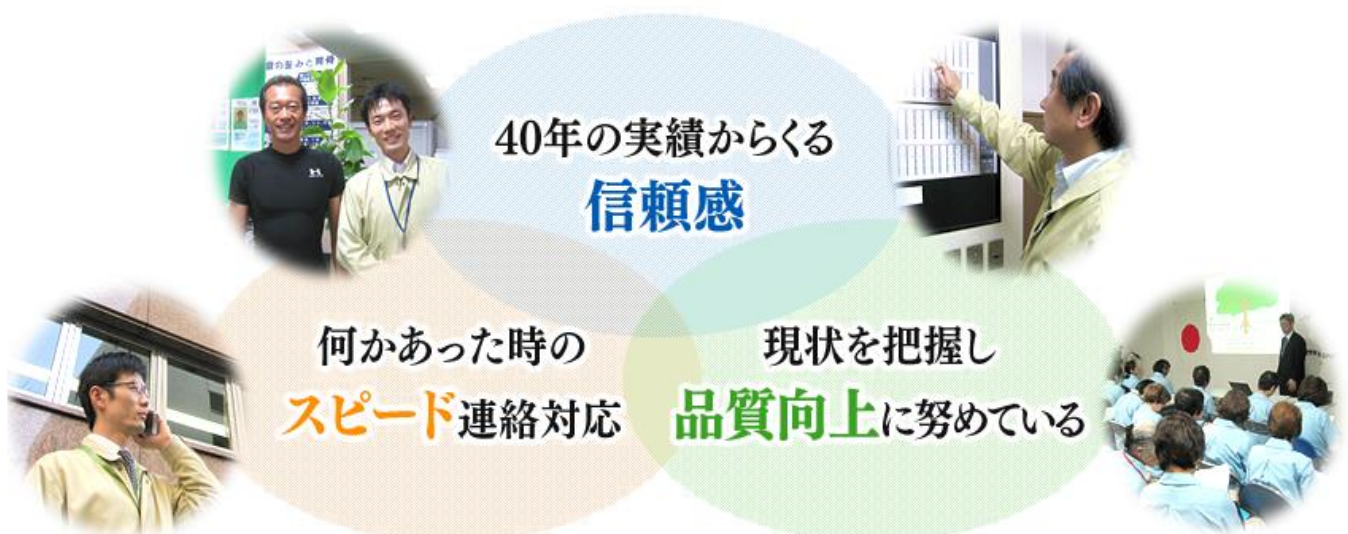 40年の実績からくる
信頼感
何かあった時の
スピード連絡対応
現状を把握し
品質向上に努めている